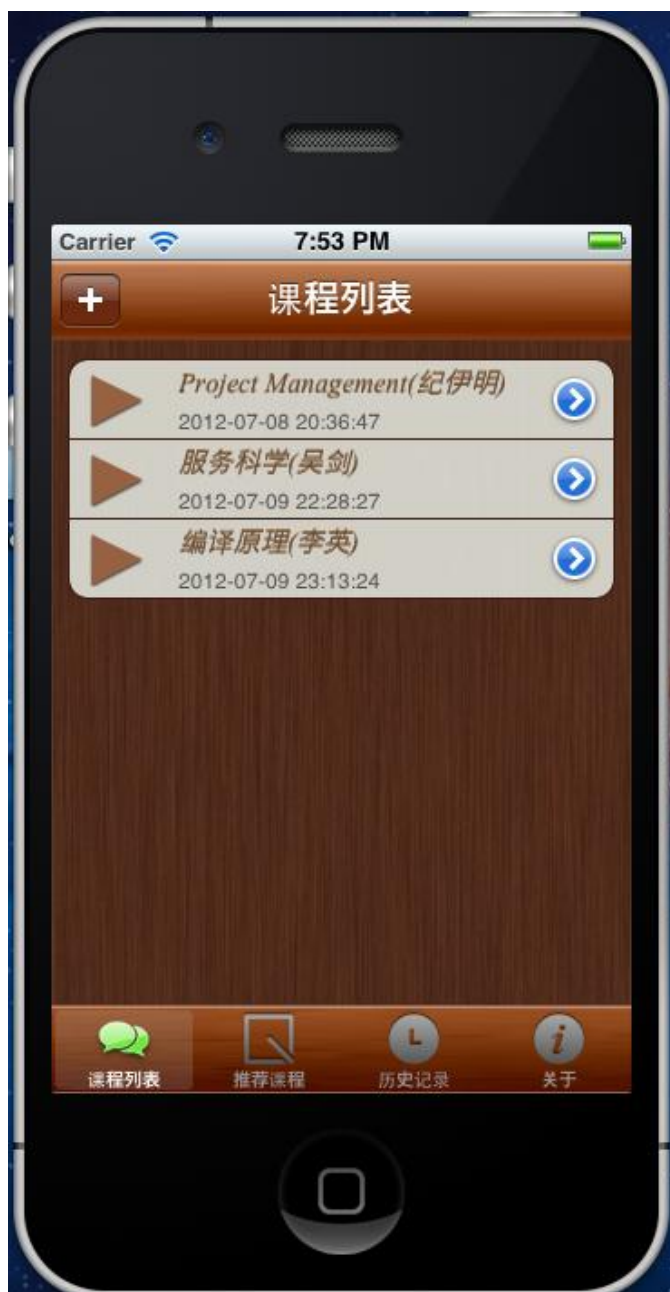 Carrier 7:53 PM
+ 课程列表
Project Management(纪伊明)
2012-07-08 20:36:47
服务科学(吴剑)
2012-07-09 22:28:27
编译原理(李英)
2012-07-09 23:13:24
课程列表 推荐课程 历史记录 关于